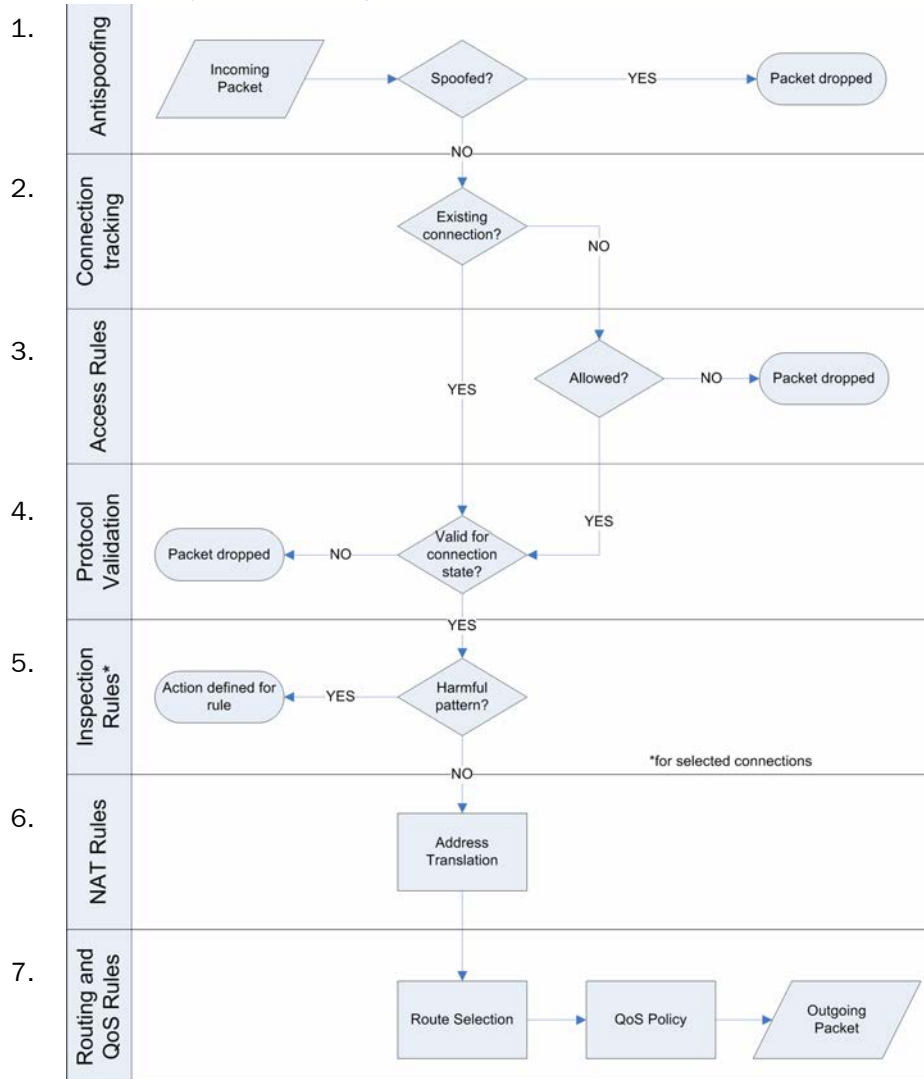 1.
Antispoofing
Incoming
Packet
Spoofed?
YES
Packet dropped
NO
2.
Connection
tracking
Existing
connection?
NO
3.
Access Rules
YES
Allowed?
NO
Packet dropped
4.
Protocol
Validation
Packet dropped
NO
Valid for
connection
state?
YES
YES
5.
Inspection
Rules*
Action defined for
rule
YES
Harmful
pattern?
*for selected connections
NO
6.
NAT Rules
Address
Translation
7.
Routing and
QoS Rules
Route Selection
QoS Policy
Outgoing
Packet